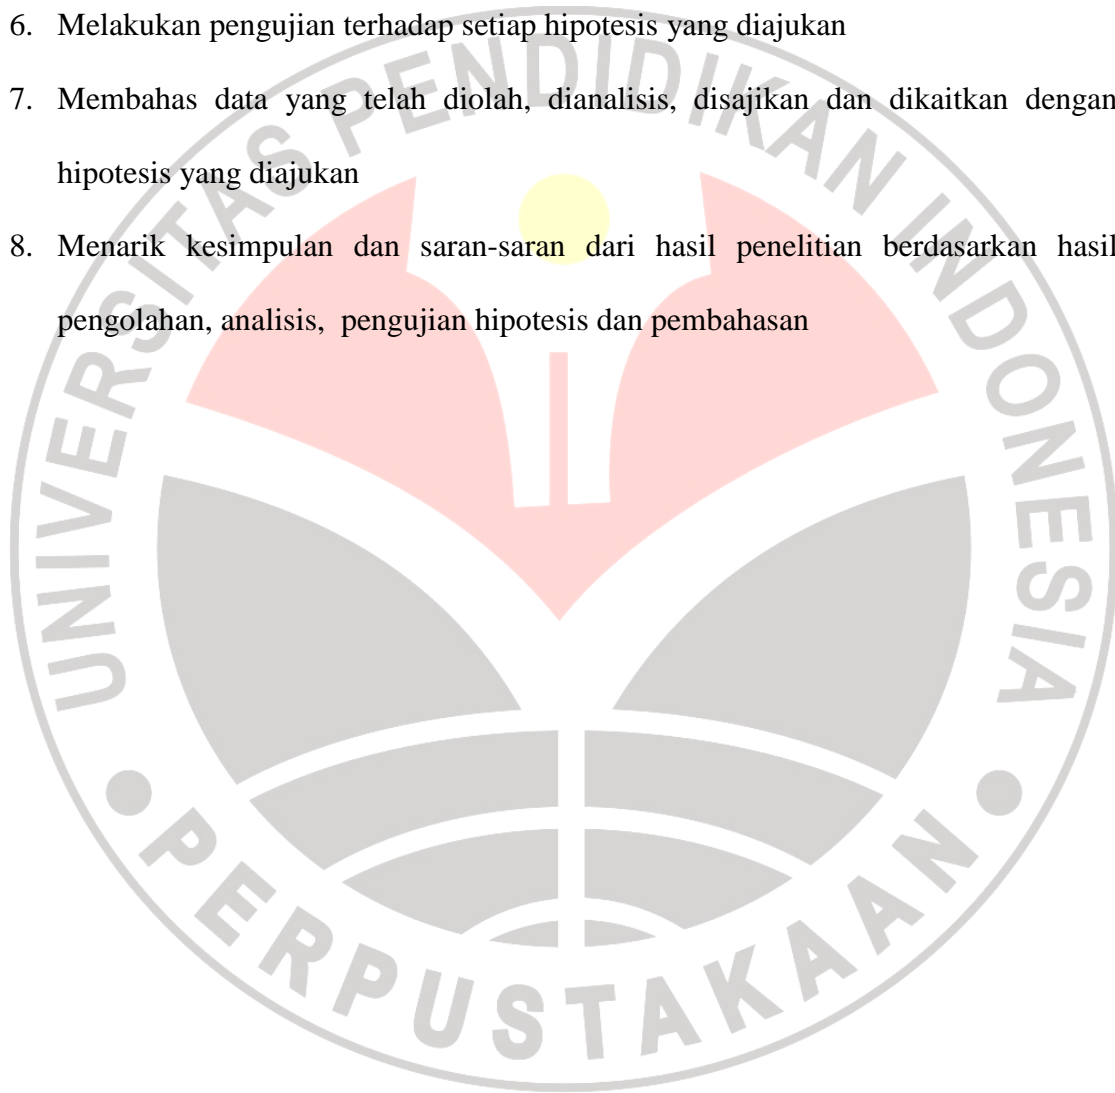 6. Melakukan pengujian terhadap setiap hipotesis yang diajukan
7. Membahas data yang telah diolah, dianalisis, disajikan dan dikaitkan dengan
hipotesis yang diajukan
8. Menarik kesimpulan dan saran-saran dari hasil penelitian berdasarkan hasil
pengolahan, analisis, pengujian hipotesis dan pembahasan
UNIVERSITAS PENDIDIKAN INDONESIA
PERPUSTAKAAN